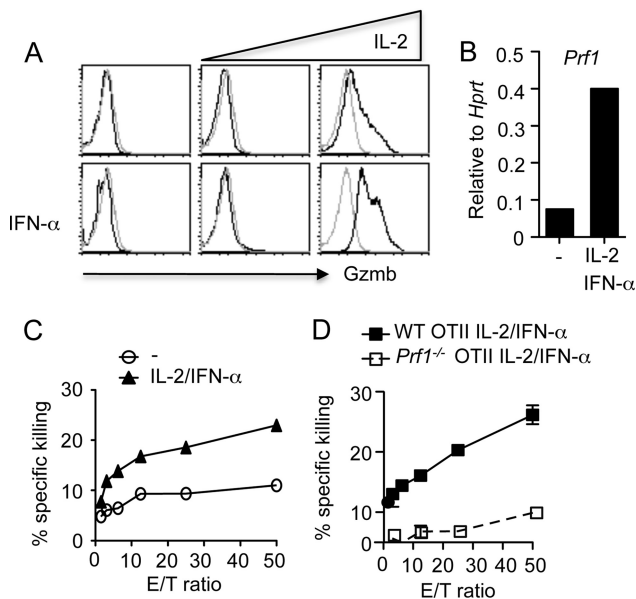 A
IL-2
IFN-α
Gzmb
B
Prf1
Relative to Hprt
0.5
0.4
0.3
0.2
0.1
0
-
IL-2
IFN-α
C
-
IL-2/IFN-α
% specific killing
30
20
10
0
0 10 20 30 40 50
E/T ratio
D
WT OTII IL-2/IFN-α
Prf1-/- OTII IL-2/IFN-α
% specific killing
30
20
10
0
0 10 20 30 40 50
E/T ratio